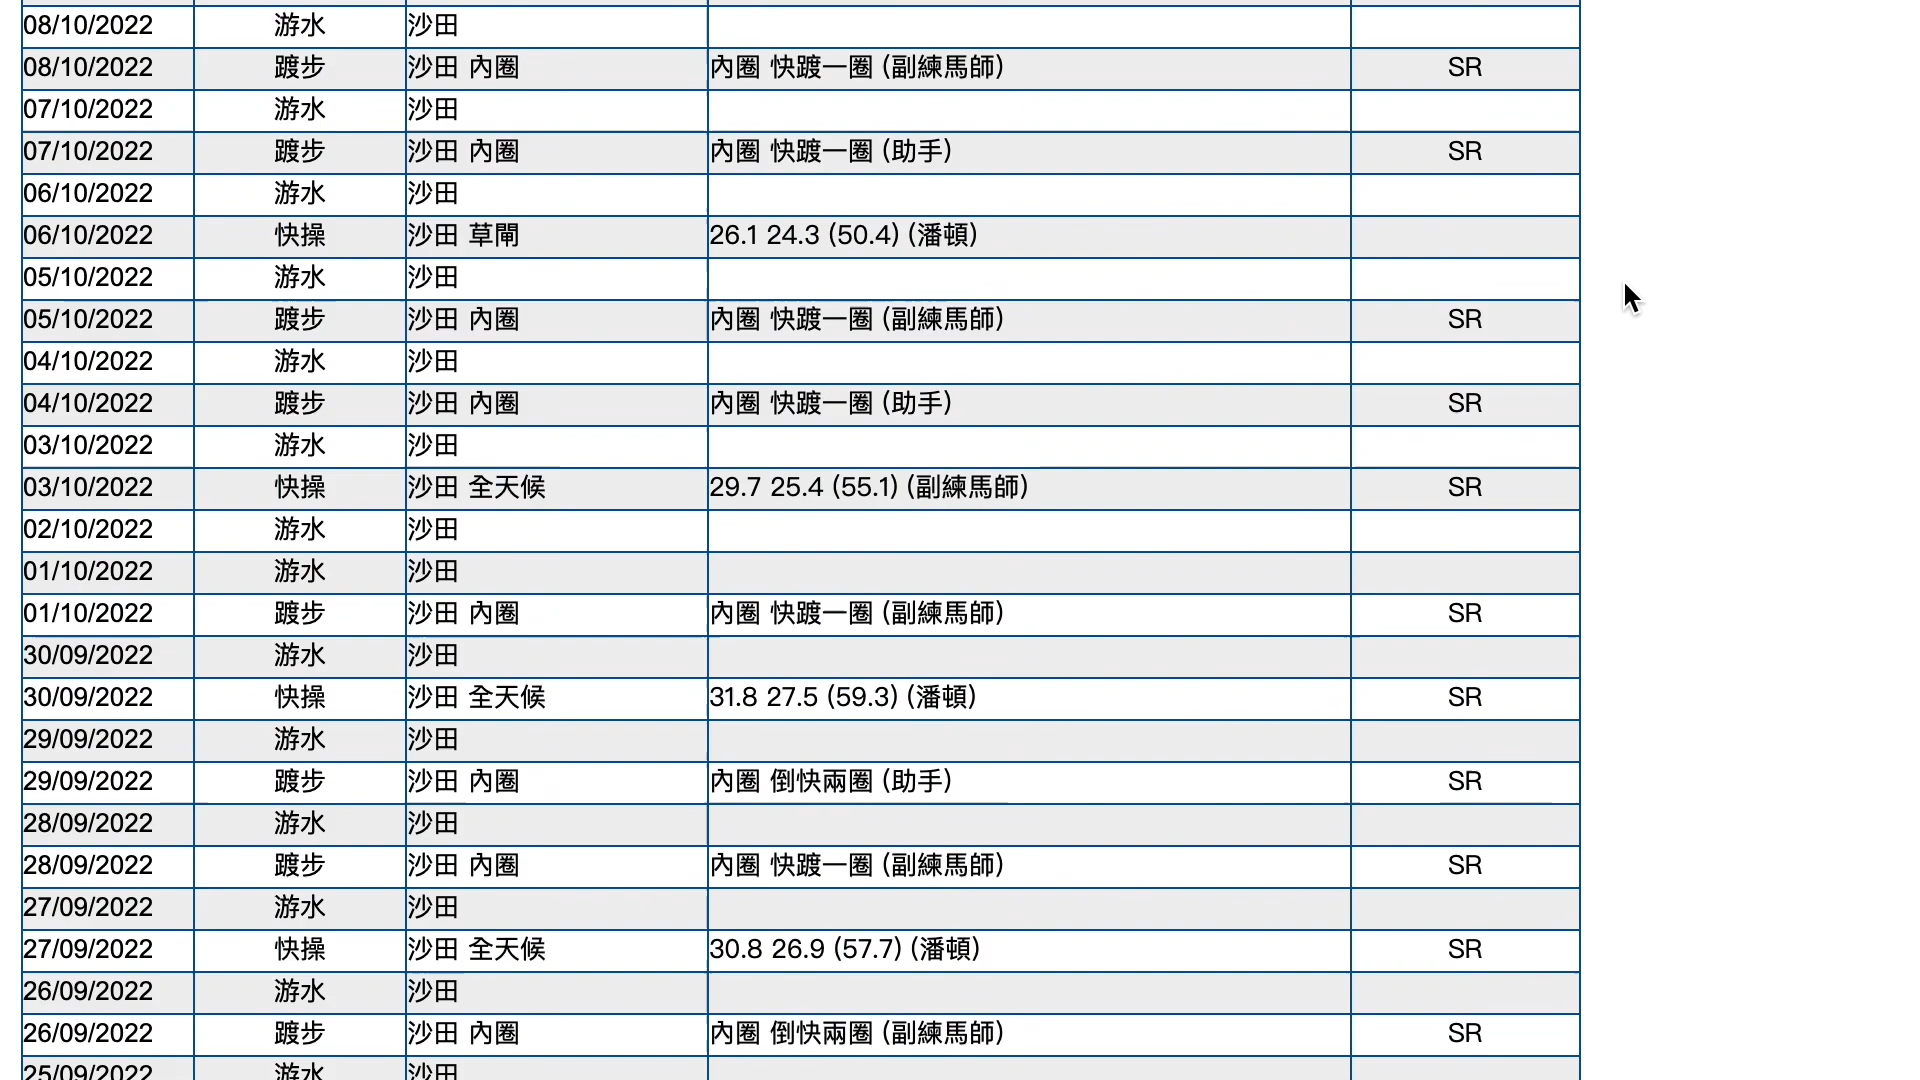 08/10/2022 游水 沙田
08/10/2022 踱步 沙田 內圈 內圈 快踱一圈 (副練馬師) SR
07/10/2022 游水 沙田
07/10/2022 踱步 沙田 內圈 內圈 快踱一圈 (助手) SR
06/10/2022 游水 沙田
06/10/2022 快操 沙田 草閘 26.1 24.3 (50.4) (潘頓)
05/10/2022 游水 沙田
05/10/2022 踱步 沙田 內圈 內圈 快踱一圈 (副練馬師) SR
04/10/2022 游水 沙田
04/10/2022 踱步 沙田 內圈 內圈 快踱一圈 (助手) SR
03/10/2022 游水 沙田
03/10/2022 快操 沙田 全天候 29.7 25.4 (55.1) (副練馬師) SR
02/10/2022 游水 沙田
01/10/2022 游水 沙田
01/10/2022 踱步 沙田 內圈 內圈 快踱一圈 (副練馬師) SR
30/09/2022 游水 沙田
30/09/2022 快操 沙田 全天候 31.8 27.5 (59.3) (潘頓) SR
29/09/2022 游水 沙田
29/09/2022 踱步 沙田 內圈 內圈 倒快兩圈 (助手) SR
28/09/2022 游水 沙田
28/09/2022 踱步 沙田 內圈 內圈 快踱一圈 (副練馬師) SR
27/09/2022 游水 沙田
27/09/2022 快操 沙田 全天候 30.8 26.9 (57.7) (潘頓) SR
26/09/2022 游水 沙田
26/09/2022 踱步 沙田 內圈 內圈 倒快兩圈 (副練馬師) SR
25/09/2022 游水 沙田